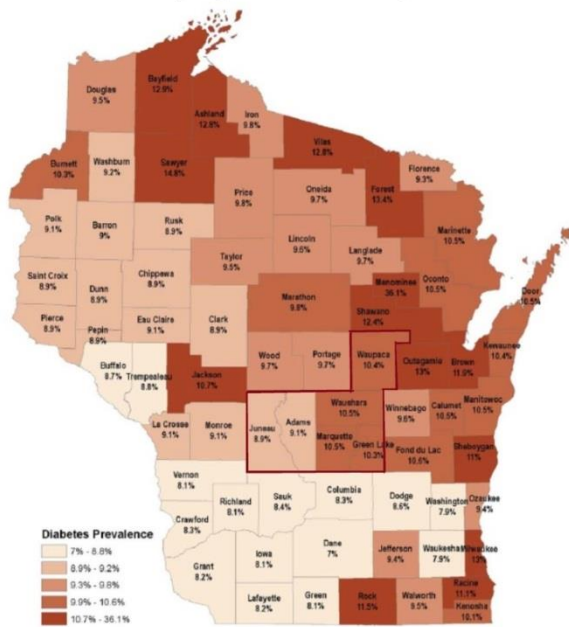 Douglas
9.5%
Bayfield
12.9%
Ashland
12.8%
Iron
9.8%
Vilas
12.8%
Burnett
10.3%
Washburn
9.2%
Sawyer
14.8%
Price
9.8%
Oneida
9.7%
Forest
13.4%
Florence
9.3%
Marinette
10.5%
Polk
9.1%
Barron
9%
Rusk
8.9%
Taylor
9.5%
Lincoln
9.6%
Langlade
9.7%
Menominee
36.1%
Oconto
10.5%
Door
10.5%
Saint Croix
8.9%
Dunn
8.9%
Chippewa
8.9%
Marathon
9.8%
Shawano
12.4%
Pierce
8.9%
Pepin
8.9%
Eau Claire
9.1%
Clark
8.9%
Wood
9.7%
Portage
9.7%
Waupaca
10.4%
Outagamie
13%
Brown
11.9%
Kewaunee
10.4%
Buffalo
8.7%
Trempealeau
8.8%
Jackson
10.7%
Juneau
8.9%
Adams
9.1%
Waushara
10.5%
Winnebago
9.6%
Calumet
10.5%
Manitowoc
10.5%
La Crosse
9.1%
Monroe
9.1%
Marquette
10.5%
Green Lake
10.3%
Fond du Lac
10.6%
Sheboygan
11%
Vernon
8.1%
Richland
8.1%
Sauk
8.4%
Columbia
8.3%
Dodge
8.6%
Washington
7.9%
Ozaukee
9.4%
Crawford
8.3%
Grant
8.2%
Iowa
8.1%
Dane
7%
Jefferson
9.4%
Waukesha
7.9%
Milwaukee
13%
Lafayette
8.2%
Green
8.1%
Rock
11.5%
Walworth
9.5%
Racine
11.1%
Kenosha
10.1%
Diabetes Prevalence
7% - 8.8%
8.9% - 9.2%
9.3% - 9.8%
9.9% - 10.6%
10.7% - 36.1%